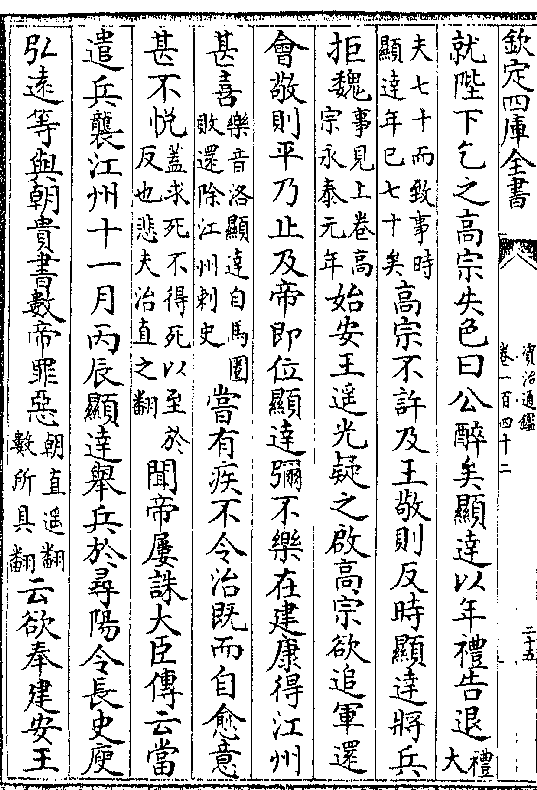 欽定四庫全書
資治通鑑
卷一百四十二
二十五
就陛下乞之高宗失色曰公醉矣顯達以年禮告退禮大
夫七十而致事時顯達年已七十矣高宗不許及王敬則反時顯達將兵
拒魏事見上卷高宗永泰元年始安王遥光疑之啟高宗欲追軍還
會敬則平乃止及帝即位顯達彌不樂在建康得江州
甚喜樂音洛顯達自馬圈敗還除江州刺史嘗有疾不令治既而自愈意
甚不悦蓋求死不得死以至於反也悲夫治直之翻聞帝屢誅大臣傳云當
遣兵襲江州十一月丙辰顯達舉兵於尋陽令長史庾
弘遠等與朝貴書數帝罪惡朝直遥翻數所具翻云欲奉建安王